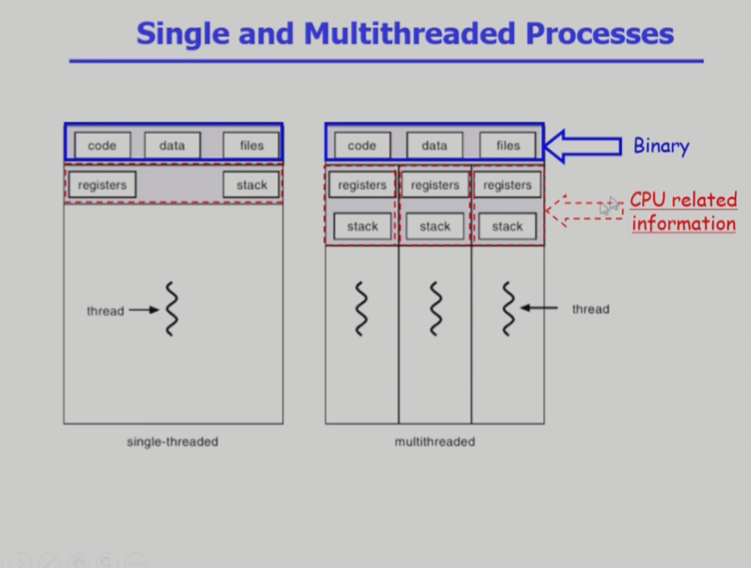 Single and Multithreaded Processes
code data files
code data files
Binary
registers stack
registers registers registers
stack stack stack
CPU related
information
thread
thread
single-threaded
multithreaded